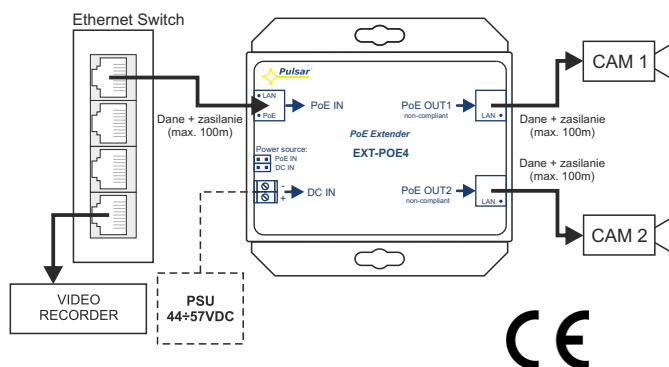 Ethernet Switch
Pulsar
LAN
PoE
PoE IN
PoE OUT1
non-compliant
LAN
CAM 1
Dane + zasilanie
(max. 100m)
Dane + zasilanie
(max. 100m)
PoE Extender
EXT-POE4
Power source:
PoE IN
DC IN
-
+
DC IN
PoE OUT2
non-compliant
LAN
Dane + zasilanie
(max. 100m)
CAM 2
VIDEO
RECORDER
PSU
44÷57VDC
CE